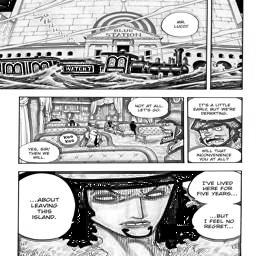 MR.
LUCCI!
BLUE
STATION
NOT AT ALL.
LET'S GO.
YES, SIR!
THEN WE
WILL...
IT'S A LITTLE
EARLY, BUT WE'RE
DEPARTING.
WILL THAT
INCONVENIENCE
YOU AT ALL?
I'VE LIVED
HERE FOR
FIVE YEARS...
...ABOUT
LEAVING
THIS
ISLAND.
...BUT
I FEEL NO
REGRET...